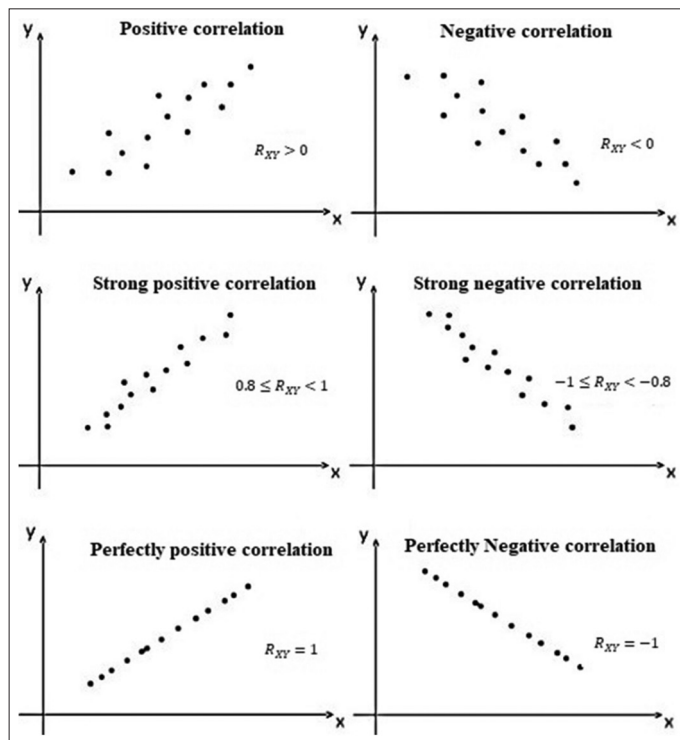 y
Positive correlation
R_XY > 0
x
y
Negative correlation
R_XY < 0
x
y
Strong positive correlation
0.8 ≤ R_XY < 1
x
y
Strong negative correlation
−1 ≤ R_XY < −0.8
x
y
Perfectly positive correlation
R_XY = 1
x
y
Perfectly Negative correlation
R_XY = −1
x